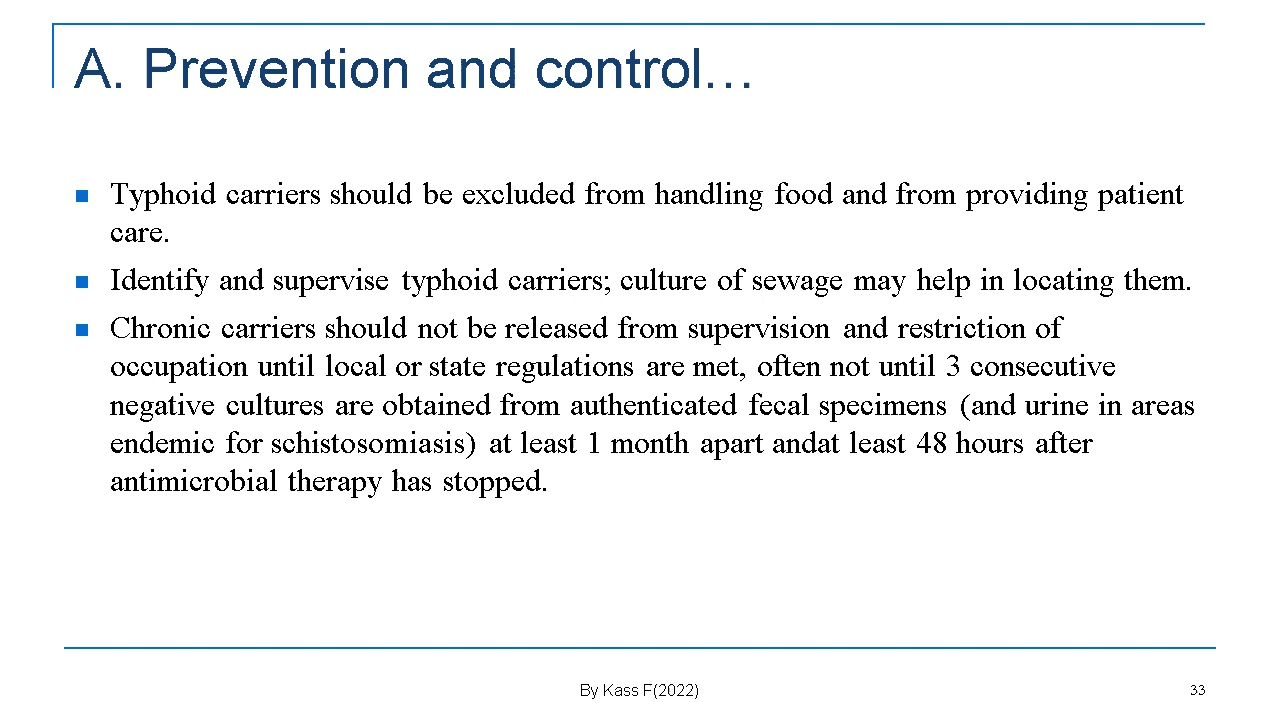 A. Prevention and control…
Typhoid carriers should be excluded from handling food and from providing patient
care.
Identify and supervise typhoid carriers; culture of sewage may help in locating them.
Chronic carriers should not be released from supervision and restriction of
occupation until local or state regulations are met, often not until 3 consecutive
negative cultures are obtained from authenticated fecal specimens (and urine in areas
endemic for schistosomiasis) at least 1 month apart andat least 48 hours after
antimicrobial therapy has stopped.
By Kass F(2022)
33